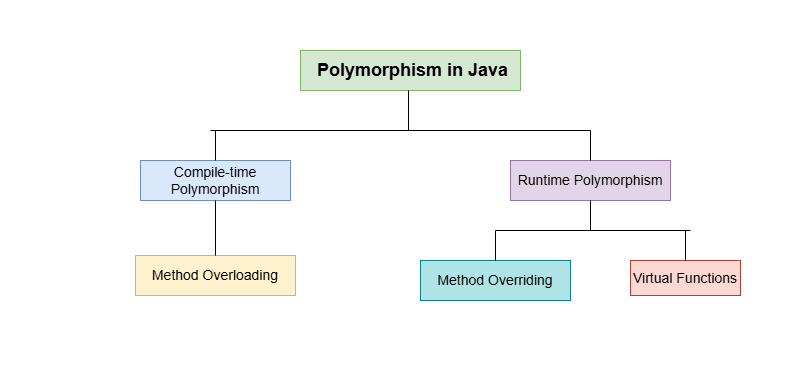 Polymorphism in Java
Compile-time
Polymorphism
Runtime Polymorphism
Method Overloading
Method Overriding
Virtual Functions